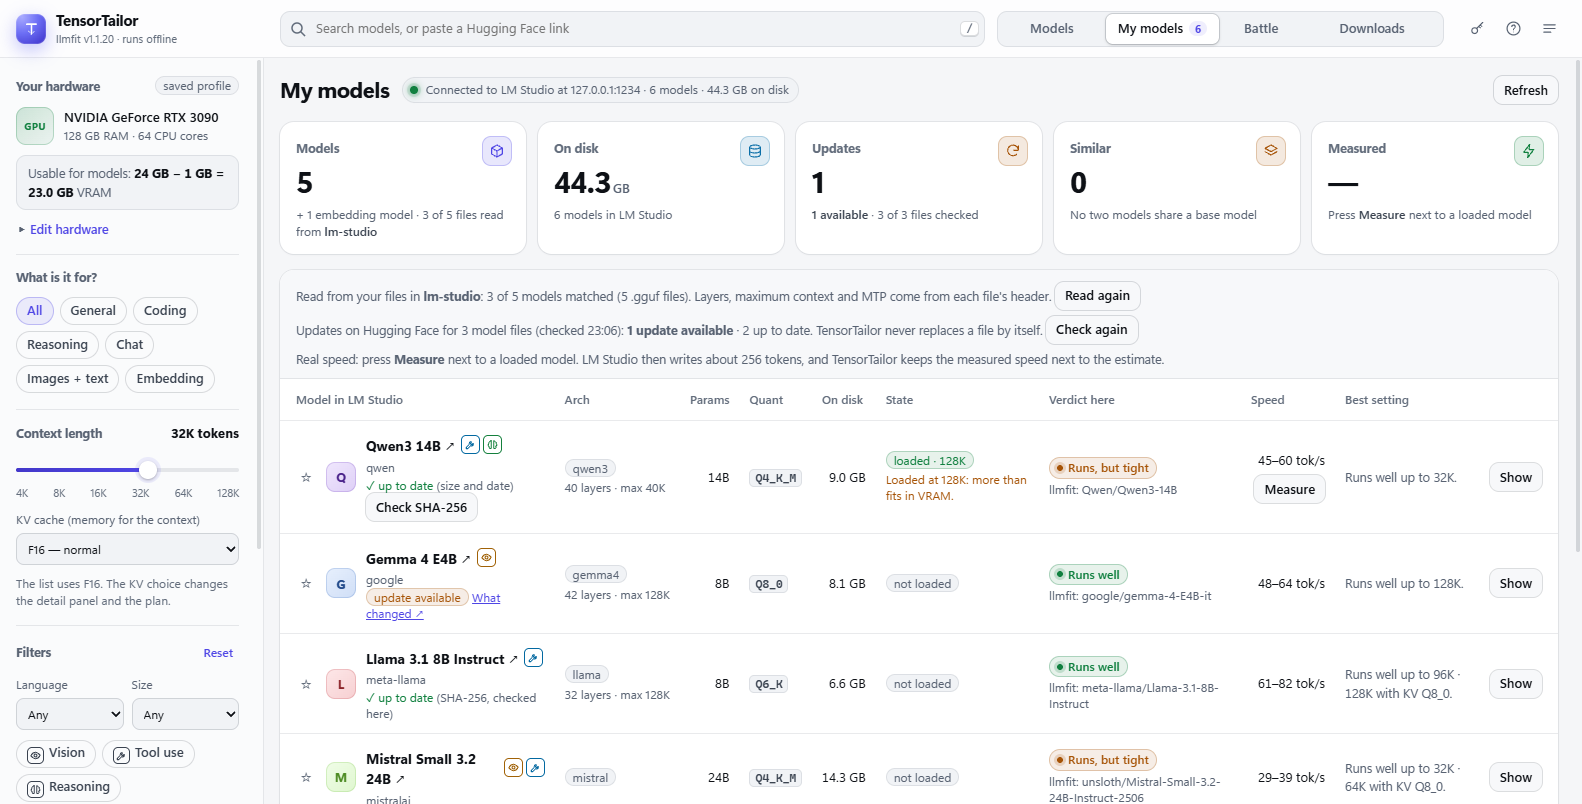 TensorTailor
llmfit v1.1.20 · runs offline
Search models, or paste a Hugging Face link
/
Models
My models 6
Battle
Downloads
Your hardware
saved profile
GPU
NVIDIA GeForce RTX 3090
128 GB RAM · 64 CPU cores
Usable for models: 24 GB − 1 GB =
23.0 GB VRAM
Edit hardware
What is it for?
All
General
Coding
Reasoning
Chat
Images + text
Embedding
Context length
32K tokens
4K 8K 16K 32K 64K 128K
KV cache (memory for the context)
F16 — normal
The list uses F16. The KV choice changes
the detail panel and the plan.
Filters
Reset
Language
Size
Any
Any
Vision
Tool use
Reasoning
My models
Connected to LM Studio at 127.0.0.1:1234 · 6 models · 44.3 GB on disk
Refresh
Models
5
+ 1 embedding model · 3 of 5 files read
from lm-studio
On disk
44.3 GB
6 models in LM Studio
Updates
1
1 available · 3 of 3 files checked
Similar
0
No two models share a base model
Measured
—
Press Measure next to a loaded model
Read from your files in lm-studio: 3 of 5 models matched (5 .gguf files). Layers, maximum context and MTP come from each file's header. Read again
Updates on Hugging Face for 3 model files (checked 23:06): 1 update available · 2 up to date. TensorTailor never replaces a file by itself. Check again
Real speed: press Measure next to a loaded model. LM Studio then writes about 256 tokens, and TensorTailor keeps the measured speed next to the estimate.
Model in LM Studio Arch Params Quant On disk State Verdict here Speed Best setting
☆ Q
Qwen3 14B ↗
qwen
✓ up to date (size and date)
Check SHA-256
qwen3
40 layers · max 40K
14B
Q4_K_M
9.0 GB
loaded · 128K
Loaded at 128K: more than
fits in VRAM.
Runs, but tight
llmfit: Qwen/Qwen3-14B
45–60 tok/s
Measure
Runs well up to 32K.
Show
☆ G
Gemma 4 E4B ↗
google
update available What
changed ↗
gemma4
42 layers · max 128K
8B
Q8_0
8.1 GB
not loaded
Runs well
llmfit: google/gemma-4-E4B-it
48–64 tok/s
Runs well up to 128K.
Show
☆ L
Llama 3.1 8B Instruct ↗
meta-llama
✓ up to date (SHA-256, checked
here)
llama
32 layers · max 128K
8B
Q6_K
6.6 GB
not loaded
Runs well
llmfit: meta-llama/Llama-3.1-8B-
Instruct
61–82 tok/s
Runs well up to 96K ·
128K with KV Q8_0.
Show
☆ M
Mistral Small 3.2
24B ↗
mistralai
mistral
24B
Q4_K_M
14.3 GB
not loaded
Runs, but tight
llmfit: unsloth/Mistral-Small-3.2-
24B-Instruct-2506
29–39 tok/s
Runs well up to 32K ·
64K with KV Q8_0.
Show